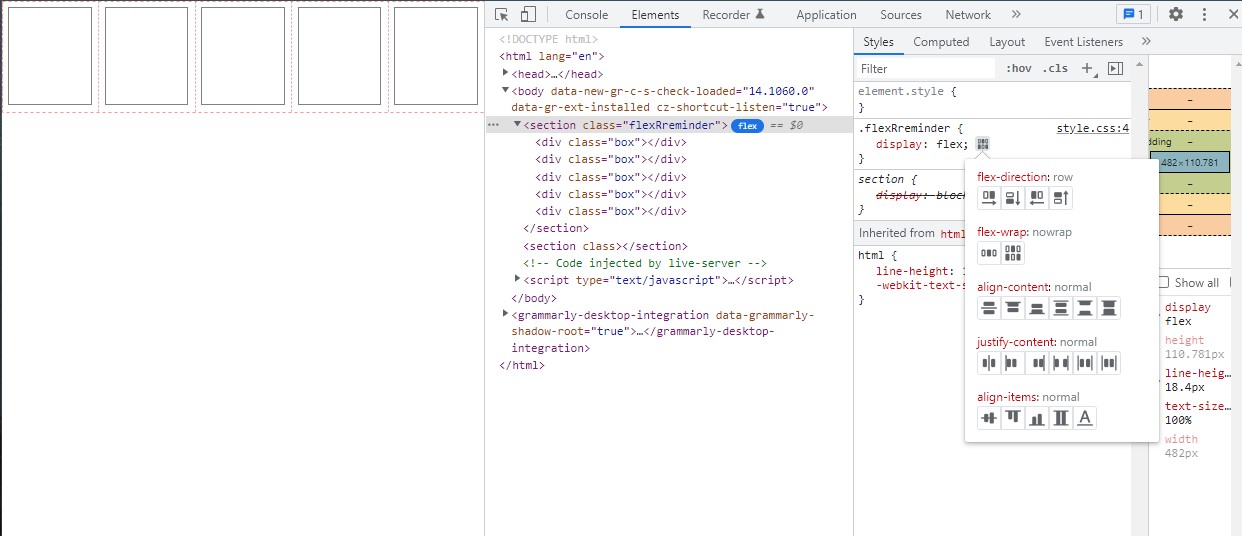 Console Elements Recorder Application Sources Network 1
<!DOCTYPE html>
<html lang="en">
<head>…</head>
<body data-new-gr-c-s-check-loaded="14.1060.0"
data-gr-ext-installed cz-shortcut-listen="true">
<section class="flexRreminder"> flex == $0
<div class="box"></div>
<div class="box"></div>
<div class="box"></div>
<div class="box"></div>
<div class="box"></div>
</section>
<section class></section>
<!-- Code injected by live-server -->
<script type="text/javascript">…</script>
</body>
<grammarly-desktop-integration data-grammarly-
shadow-root="true">…</grammarly-desktop-
integration>
</html>
Styles Computed Layout Event Listeners
Filter :hov .cls
element.style {
}
.flexRreminder { style.css:4
display: flex;
}
section {
display: bloc
}
Inherited from html
html {
line-height: 1
-webkit-text-s
}
flex-direction: row
flex-wrap: nowrap
align-content: normal
justify-content: normal
align-items: normal
A
dding
482×110.781
Show all
display
flex
height
110.781px
line-heig…
18.4px
text-size…
100%
width
482px